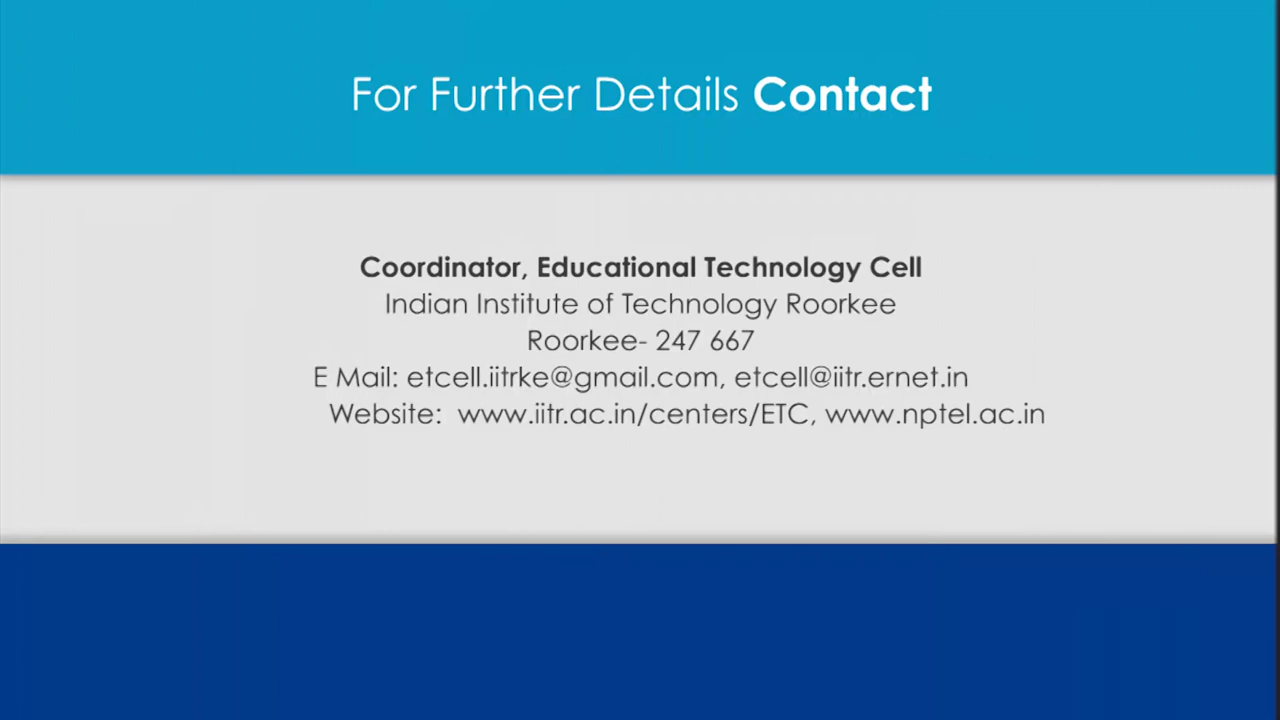 For Further Details Contact
Coordinator, Educational Technology Cell
Indian Institute of Technology Roorkee
Roorkee- 247 667
E Mail: etcell.iitrke@gmail.com, etcell@iitr.ernet.in
Website: www.iitr.ac.in/centers/ETC, www.nptel.ac.in